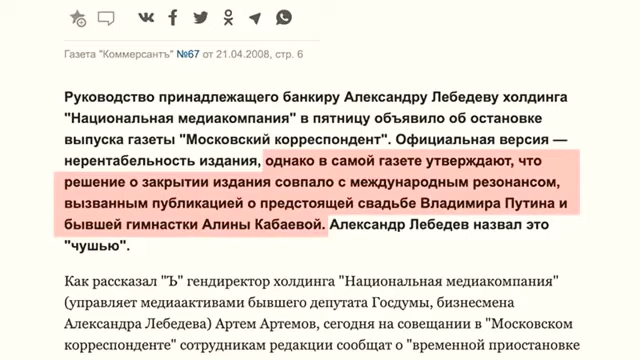 Газета "Коммерсантъ" №67 от 21.04.2008, стр. 6
Руководство принадлежащего банкиру Александру Лебедеву холдинга
"Национальная медиакомпания" в пятницу объявило об остановке
выпуска газеты "Московский корреспондент". Официальная версия —
нерентабельность издания, однако в самой газете утверждают, что
решение о закрытии издания совпало с международным резонансом,
вызванным публикацией о предстоящей свадьбе Владимира Путина и
бывшей гимнастки Алины Кабаевой. Александр Лебедев назвал это
"чушью".
Как рассказал "Ъ" гендиректор холдинга "Национальная медиакомпания"
(управляет медиаактивами бывшего депутата Госдумы, бизнесмена
Александра Лебедева) Артем Артемов, сегодня на совещании в "Московском
корреспонденте" сотрудникам редакции сообщат о "временной приостановке